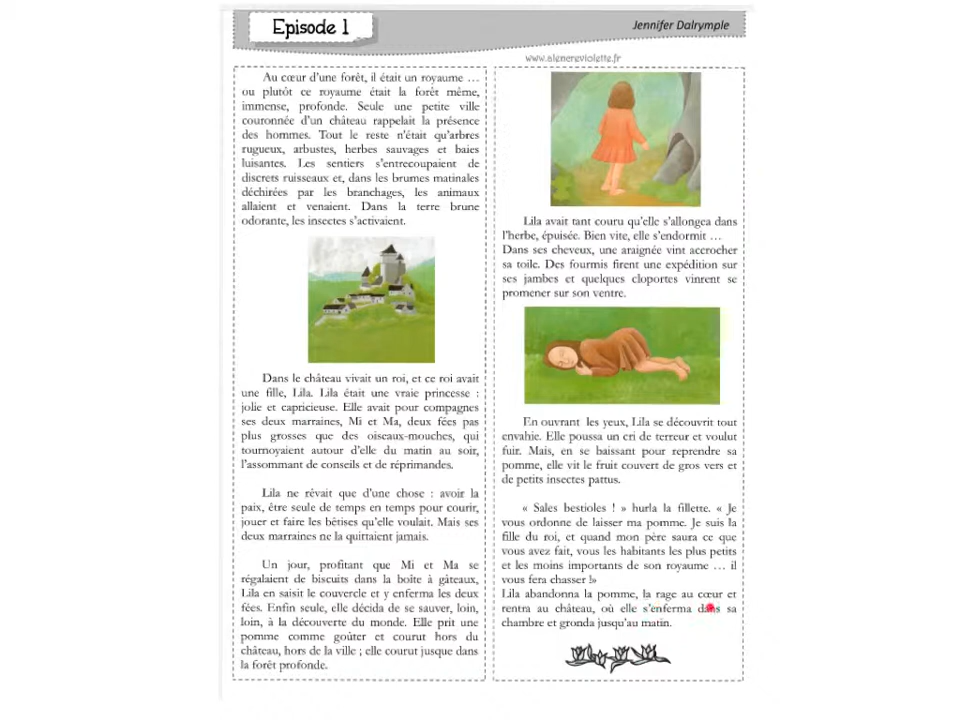 Episode 1
Jennifer Dalrymple
www.alenereviolette.fr
Au cœur d'une forêt, il était un royaume …
ou plutôt ce royaume était la forêt même,
immense, profonde. Seule une petite ville
couronnée d'un château rappelait la présence
des hommes. Tout le reste n'était qu'arbres
rugueux, arbustes, herbes sauvages et baies
luisantes. Les sentiers s'entrecoupaient de
discrets ruisseaux et, dans les brumes matinales
déchirées par les branchages, les animaux
allaient et venaient. Dans la terre brune
odorante, les insectes s'activaient.
Dans le château vivait un roi, et ce roi avait
une fille, Lila. Lila était une vraie princesse :
jolie et capricieuse. Elle avait pour compagnes
ses deux marraines, Mi et Ma, deux fées pas
plus grosses que des oiseaux-mouches, qui
tournoyaient autour d'elle du matin au soir,
l'assommant de conseils et de réprimandes.
Lila ne rêvait que d'une chose : avoir la
paix, être seule de temps en temps pour courir,
jouer et faire les bêtises qu'elle voulait. Mais ses
deux marraines ne la quittaient jamais.
Un jour, profitant que Mi et Ma se
régalaient de biscuits dans la boîte à gâteaux,
Lila en saisit le couvercle et y enferma les deux
fées. Enfin seule, elle décida de se sauver, loin,
loin, à la découverte du monde. Elle prit une
pomme comme goûter et courut hors du
château, hors de la ville ; elle courut jusque dans
la forêt profonde.
Lila avait tant couru qu'elle s'allongea dans
l'herbe, épuisée. Bien vite, elle s'endormit …
Dans ses cheveux, une araignée vint accrocher
sa toile. Des fourmis firent une expédition sur
ses jambes et quelques cloportes vinrent se
promener sur son ventre.
En ouvrant les yeux, Lila se découvrit tout
envahie. Elle poussa un cri de terreur et voulut
fuir. Mais, en se baissant pour reprendre sa
pomme, elle vit le fruit couvert de gros vers et
de petits insectes pattus.
« Sales bestioles ! » hurla la fillette. « Je
vous ordonne de laisser ma pomme. Je suis la
fille du roi, et quand mon père saura ce que
vous avez fait, vous les habitants les plus petits
et les moins importants de son royaume … il
vous fera chasser !»
Lila abandonna la pomme, la rage au cœur et
rentra au château, où elle s'enferma dans sa
chambre et gronda jusqu'au matin.